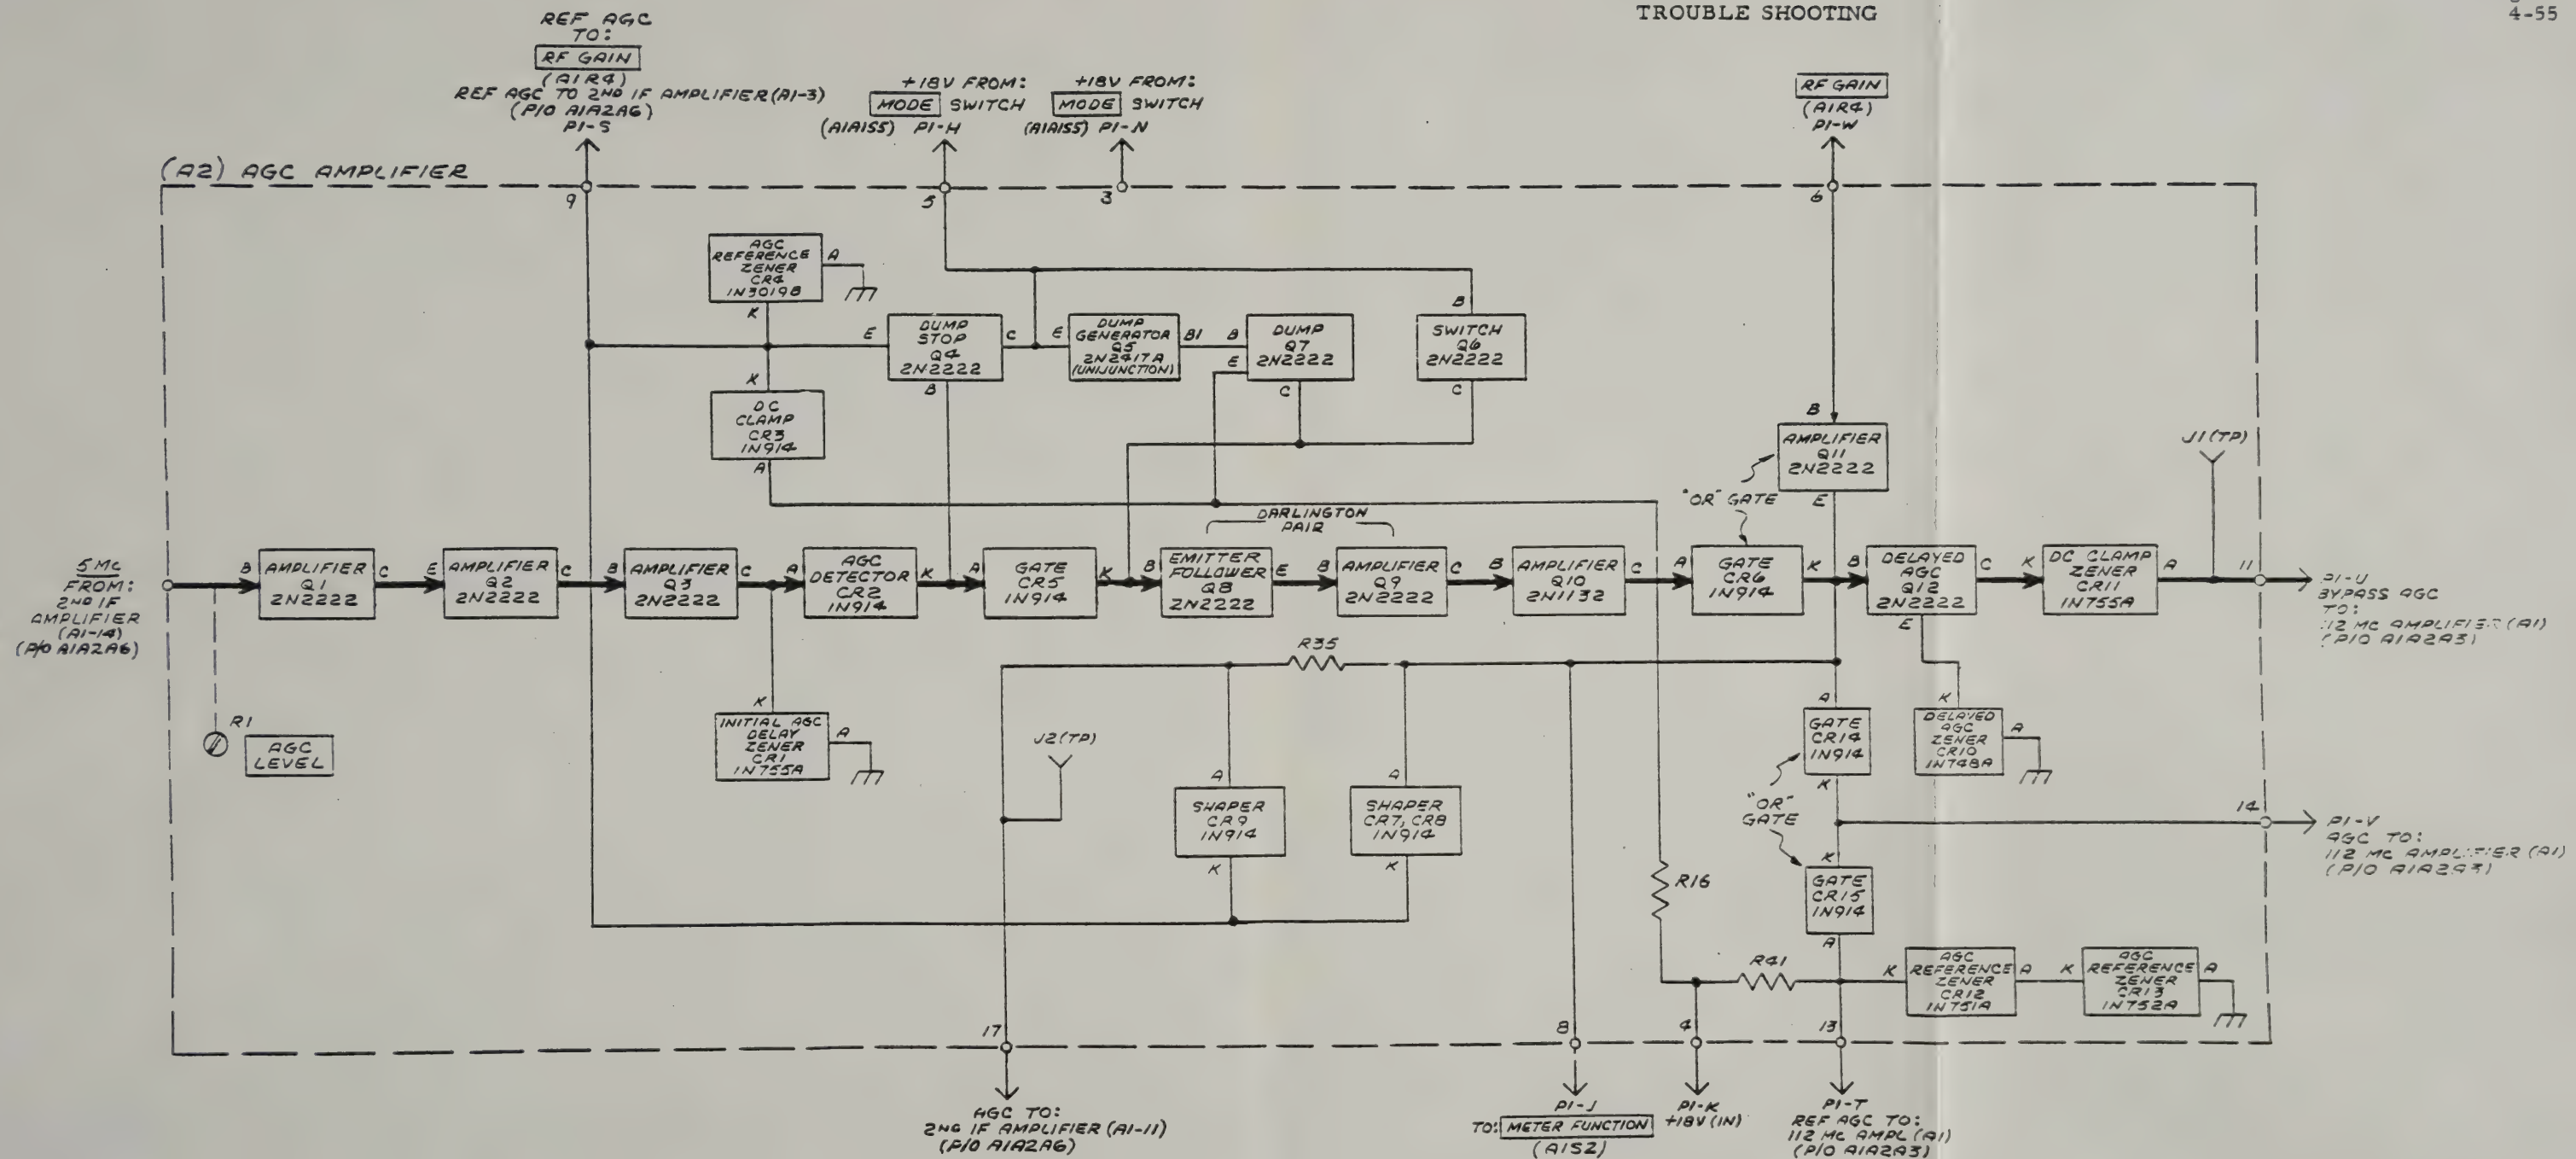 TROUBLE SHOOTING
4-55
REF AGC
TO:
RF GAIN
(A1R4)
REF AGC TO 2ND IF AMPLIFIER (A1-3)
(P/O A1A2A6)
P1-S
+18V FROM:
MODE SWITCH
(A1A1S5) P1-H
+18V FROM:
MODE SWITCH
(A1A1S5) P1-N
RF GAIN
(A1R4)
P1-W
(A2) AGC AMPLIFIER
9
5
3
6
AGC
REFERENCE
ZENER
CR4
1N3019B
A
K
E
DUMP
STOP
Q4
2N2222
C
B
E
DUMP
GENERATOR
Q5
2N2417A
(UNIJUNCTION)
B1
B
E
DUMP
Q7
2N2222
C
B
SWITCH
Q6
2N2222
C
K
DC
CLAMP
CR3
1N914
A
B
AMPLIFIER
Q11
2N2222
E
"OR" GATE
J1 (TP)
DARLINGTON
PAIR
5 MC
FROM:
2ND IF
AMPLIFIER
(A1-14)
(P/O A1A2A6)
B
AMPLIFIER
Q1
2N2222
C
E
AMPLIFIER
Q2
2N2222
C
B
AMPLIFIER
Q3
2N2222
C
A
AGC
DETECTOR
CR2
1N914
K
A
GATE
CR5
1N914
K
B
EMITTER
FOLLOWER
Q8
2N2222
E
B
AMPLIFIER
Q9
2N2222
C
B
AMPLIFIER
Q10
2N1132
C
A
GATE
CR6
1N914
K
B
DELAYED
AGC
Q12
2N2222
C
E
K
DC CLAMP
ZENER
CR11
1N755A
A
11
P1-U
BYPASS AGC
TO:
112 MC AMPLIFIER (A1)
(P/O A1A2A3)
R1
AGC
LEVEL
K
INITIAL AGC
DELAY
ZENER
CR1
1N755A
A
R35
J2 (TP)
A
SHAPER
CR9
1N914
K
A
SHAPER
CR7, CR8
1N914
K
A
GATE
CR14
1N914
K
K
DELAYED
AGC
ZENER
CR10
1N748A
A
"OR"
GATE
14
P1-V
AGC TO:
112 MC AMPLIFIER (A1)
(P/O A1A2A3)
K
GATE
CR15
1N914
A
R16
R41
K
AGC
REFERENCE
ZENER
CR12
1N751A
A
K
AGC
REFERENCE
ZENER
CR13
1N752A
A
17
8
4
13
AGC TO:
2ND IF AMPLIFIER (A1-11)
(P/O A1A2A6)
P1-J
TO: METER FUNCTION
(A1S2)
P1-K
+18V (IN)
P1-T
REF AGC TO:
112 MC AMPL (A1)
(P/O A1A2A3)